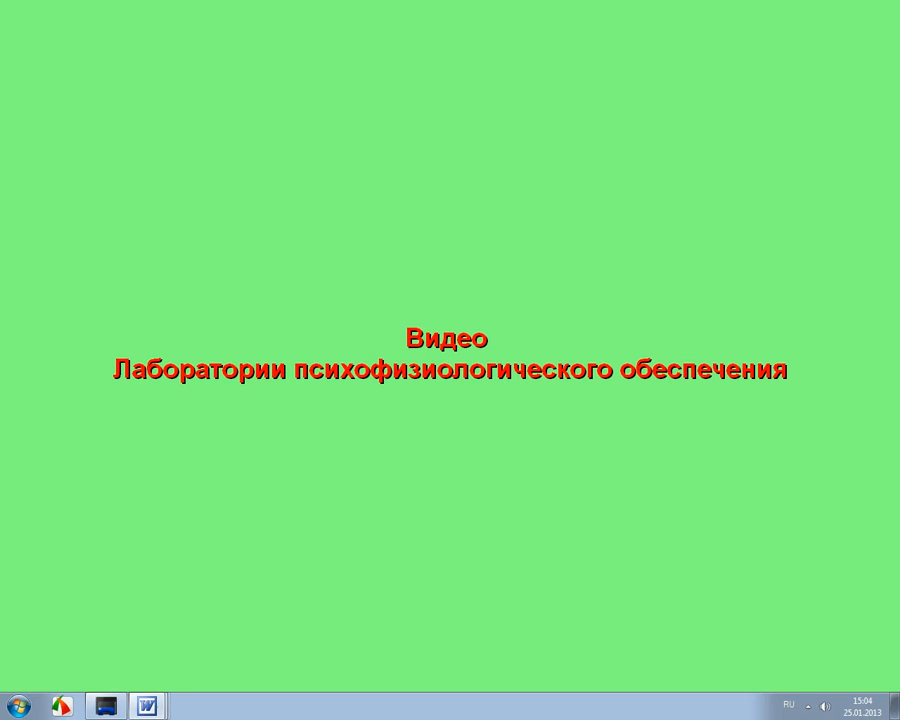 Видео
Лаборатории психофизиологического обеспечения
RU
15:04
25.01.2013